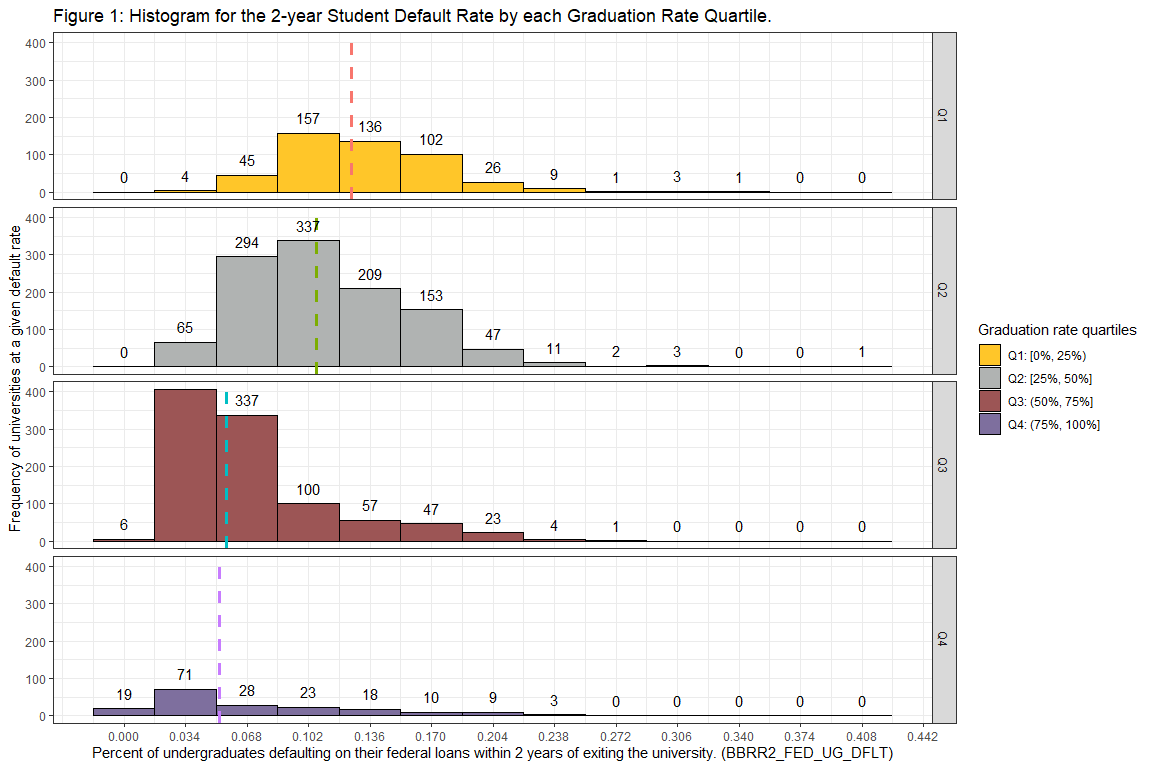 Figure 1: Histogram for the 2-year Student Default Rate by each Graduation Rate Quartile.
Frequency of universities at a given default rate
400
300
200
100
0
0 4 45 157 136 102 26 9 1 3 1 0 0
Q1
400
300
200
100
0
0 65 294 337 209 153 47 11 2 3 0 0 1
Q2
400
300
200
100
0
6 337 100 57 47 23 4 1 0 0 0 0
Q3
400
300
200
100
0
19 71 28 23 18 10 9 3 0 0 0 0 0
Q4
0.000 0.034 0.068 0.102 0.136 0.170 0.204 0.238 0.272 0.306 0.340 0.374 0.408 0.442
Percent of undergraduates defaulting on their federal loans within 2 years of exiting the university. (BBRR2_FED_UG_DFLT)
Graduation rate quartiles
Q1: [0%, 25%)
Q2: [25%, 50%]
Q3: (50%, 75%]
Q4: (75%, 100%]